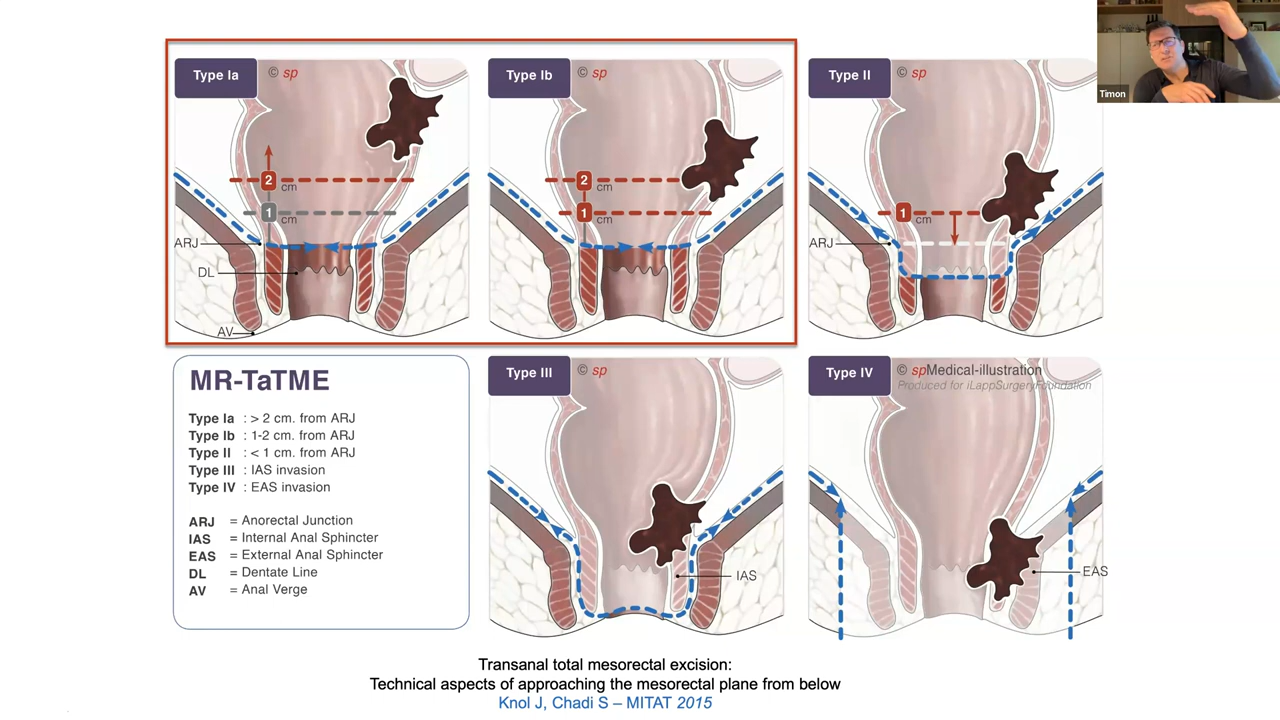 Type Ia
© sp
2
cm
1
cm
ARJ
DL
AV
Type Ib
© sp
2
cm
1
cm
Type II
© sp
1
cm
ARJ
Timon
MR-TaTME
Type Ia : > 2 cm. from ARJ
Type Ib : 1-2 cm. from ARJ
Type II : < 1 cm. from ARJ
Type III : IAS invasion
Type IV : EAS invasion
ARJ = Anorectal Junction
IAS = Internal Anal Sphincter
EAS = External Anal Sphincter
DL = Dentate Line
AV = Anal Verge
Type III
© sp
IAS
Type IV
© spMedical-illustration
Produced for iLappSurgeryFoundation
EAS
Transanal total mesorectal excision:
Technical aspects of approaching the mesorectal plane from below
Knol J, Chadi S – MITAT 2015